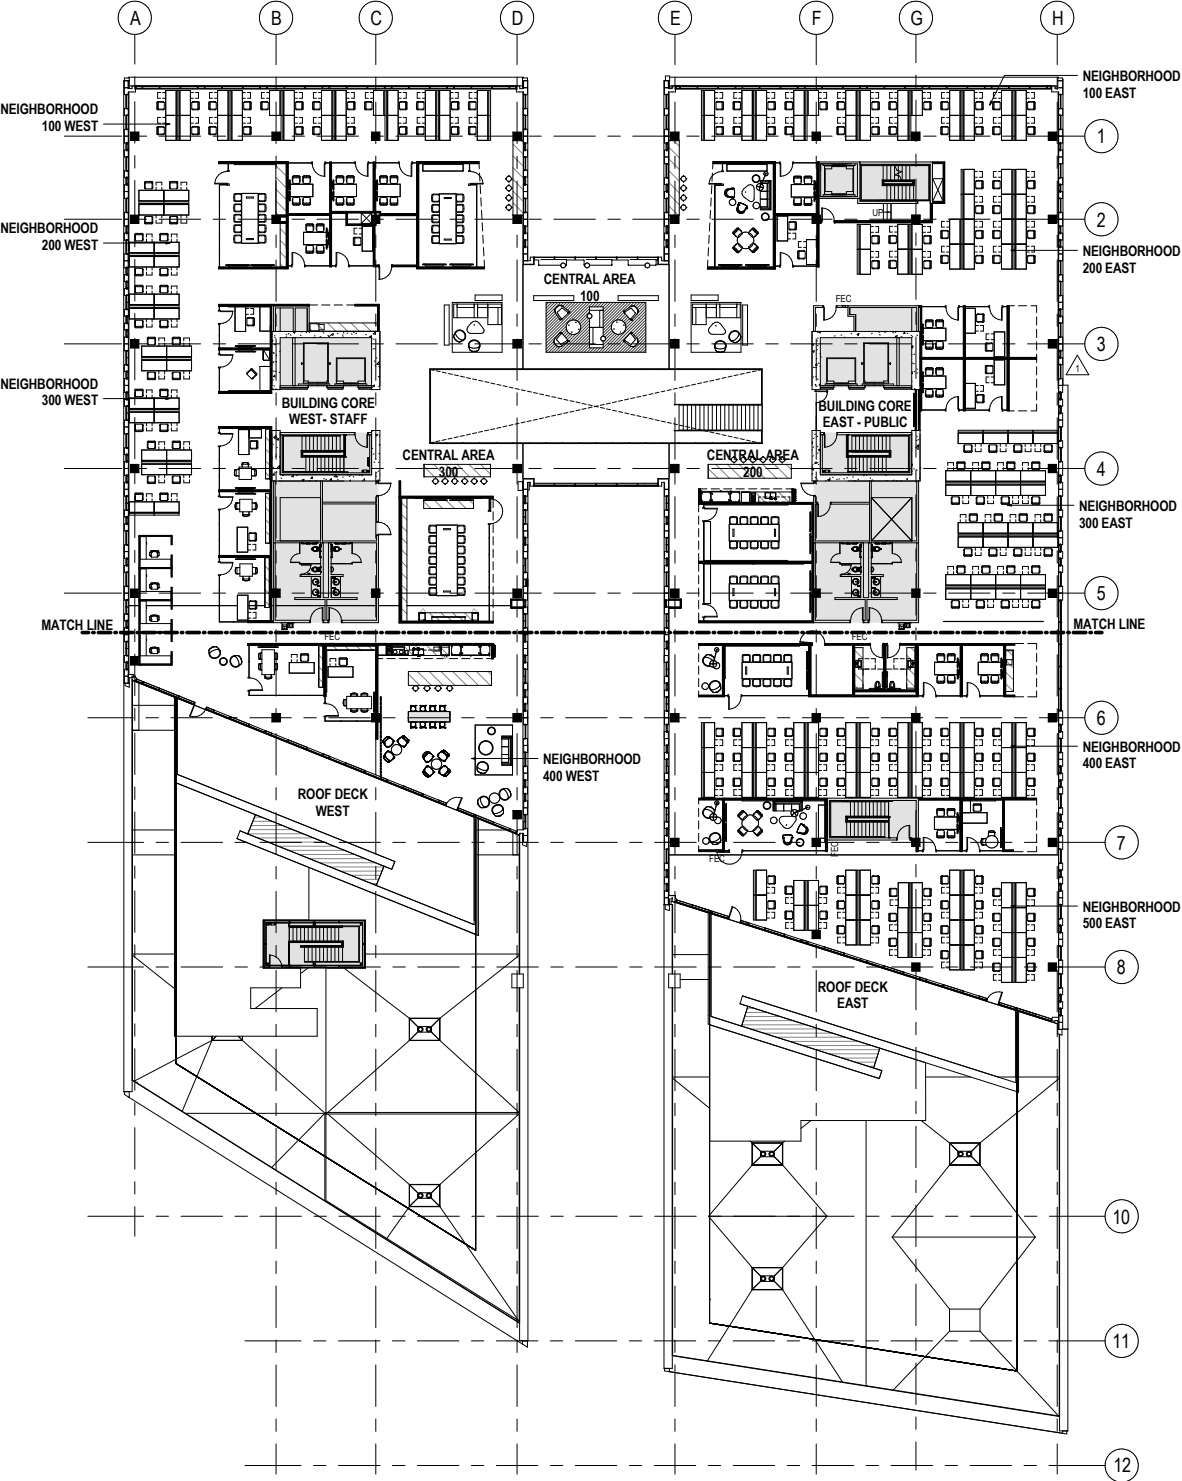 A
B
C
D
E
F
G
H
NEIGHBORHOOD
100 EAST
NEIGHBORHOOD
100 WEST
1
2
UP
NEIGHBORHOOD
200 WEST
NEIGHBORHOOD
200 EAST
CENTRAL AREA
100
FEC
3
1
NEIGHBORHOOD
300 WEST
BUILDING CORE
WEST- STAFF
BUILDING CORE
EAST - PUBLIC
CENTRAL AREA
300
CENTRAL AREA
200
4
NEIGHBORHOOD
300 EAST
5
MATCH LINE
MATCH LINE
FEC
FEC
6
NEIGHBORHOOD
400 WEST
NEIGHBORHOOD
400 EAST
ROOF DECK
WEST
7
FEC
FEC
NEIGHBORHOOD
500 EAST
8
ROOF DECK
EAST
10
11
12